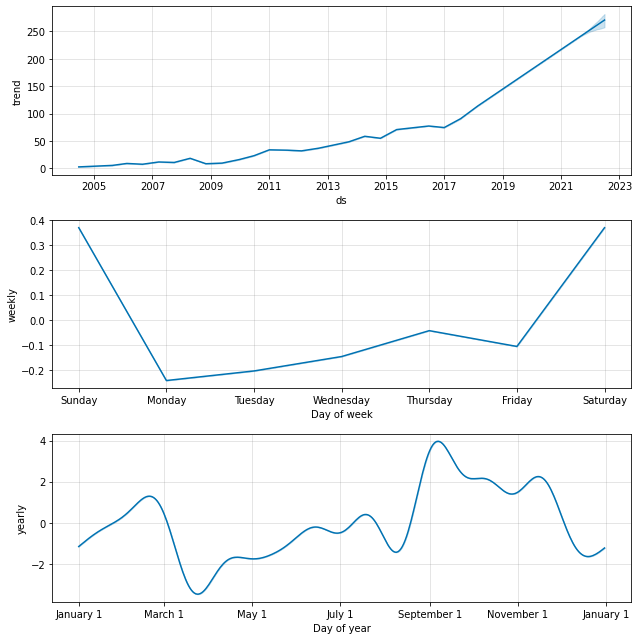 250
200
150
100
50
0
trend
2005 2007 2009 2011 2013 2015 2017 2019 2021 2023
ds
0.4
0.3
0.2
0.1
0.0
−0.1
−0.2
weekly
Sunday Monday Tuesday Wednesday Thursday Friday Saturday
Day of week
4
2
0
−2
yearly
January 1 March 1 May 1 July 1 September 1 November 1 January 1
Day of year